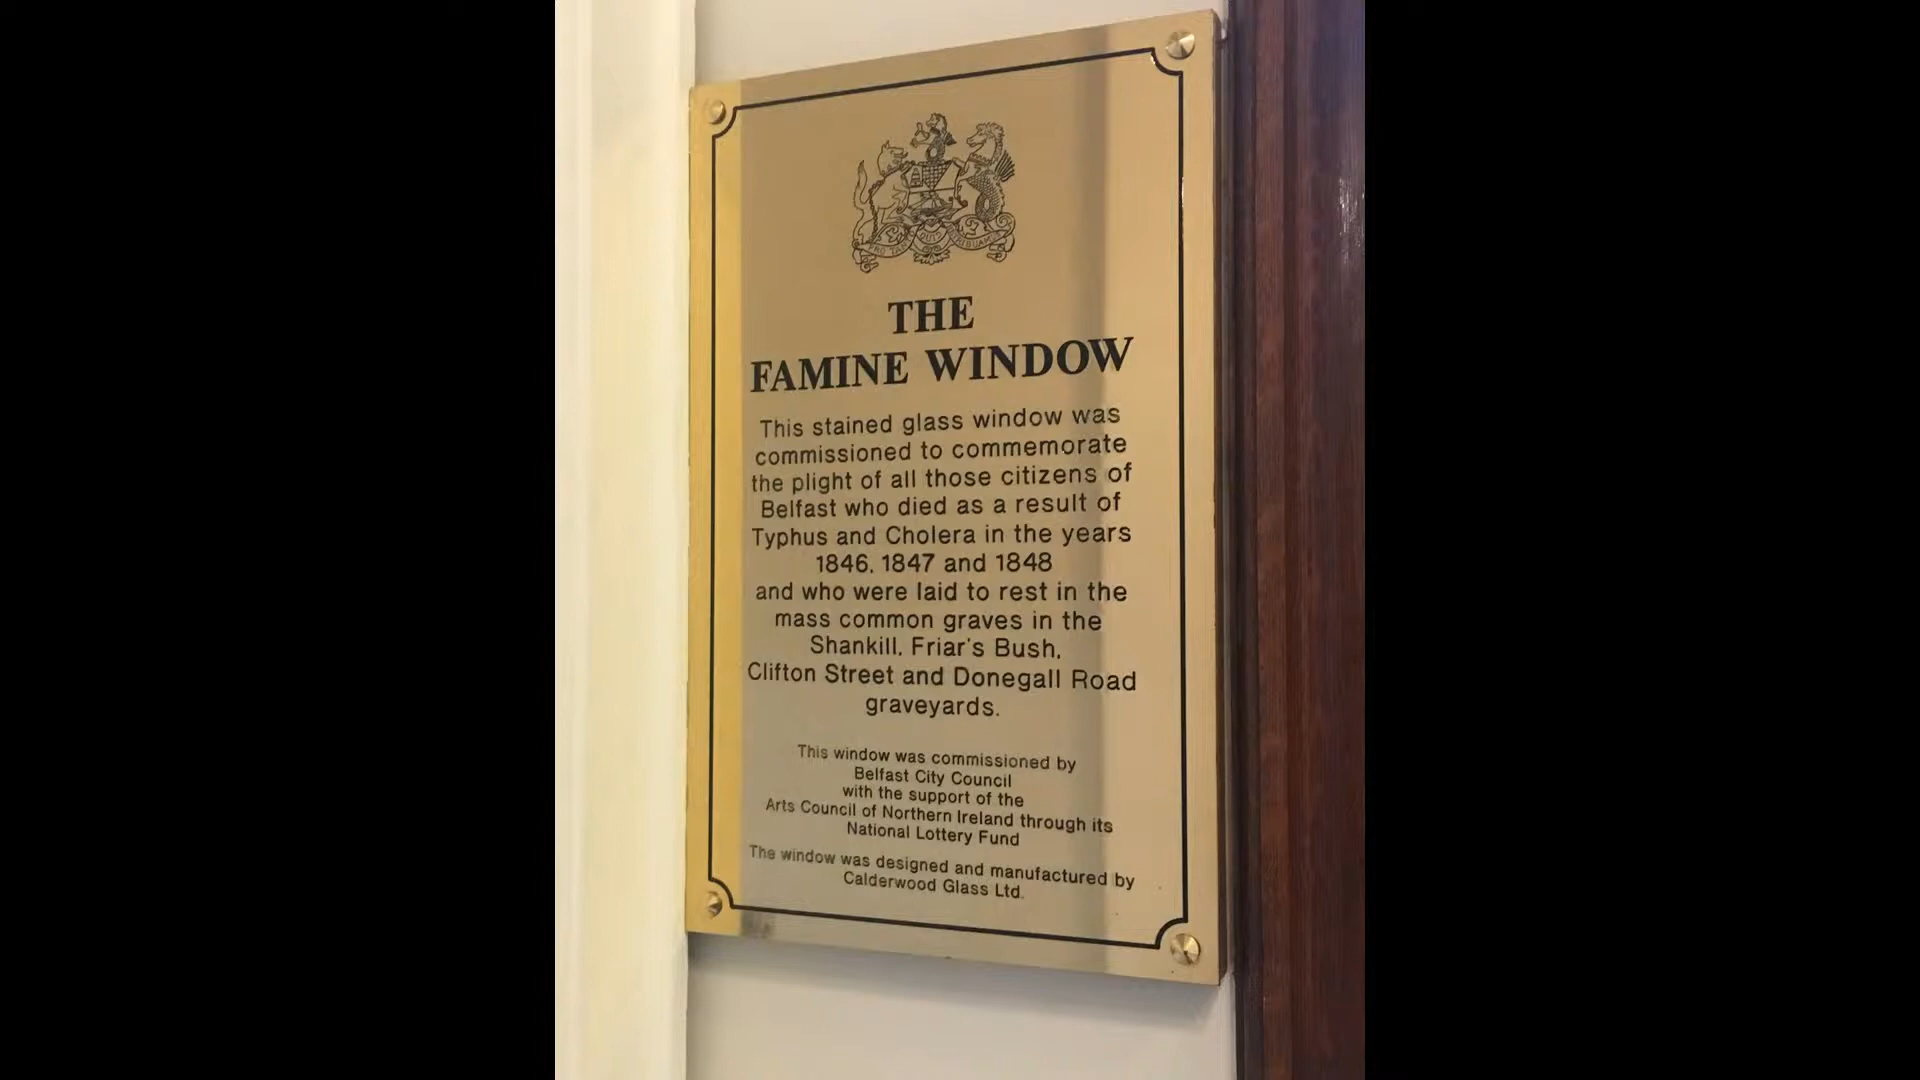 PRO TANTO QUID RETRIBUAMUS
THE
FAMINE WINDOW
This stained glass window was
commissioned to commemorate
the plight of all those citizens of
Belfast who died as a result of
Typhus and Cholera in the years
1846, 1847 and 1848
and who were laid to rest in the
mass common graves in the
Shankill, Friar's Bush,
Clifton Street and Donegall Road
graveyards.
This window was commissioned by
Belfast City Council
with the support of the
Arts Council of Northern Ireland through its
National Lottery Fund
The window was designed and manufactured by
Calderwood Glass Ltd.